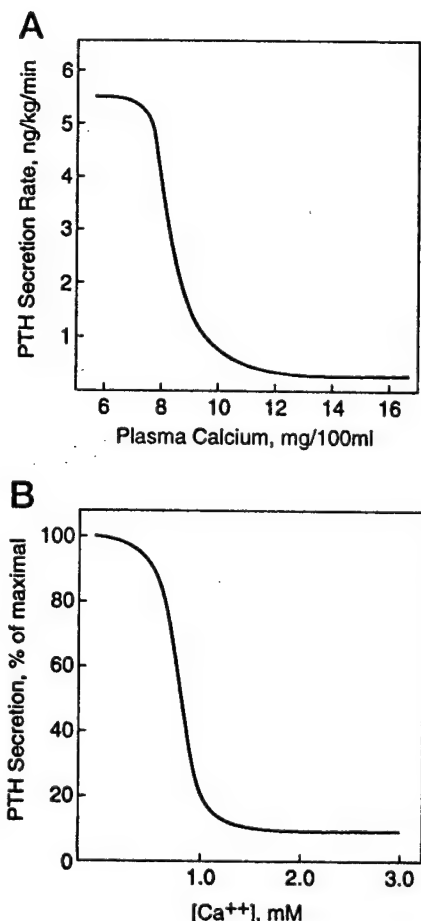 A
PTH Secretion Rate, ng/kg/min
6
5
4
3
2
1
6 8 10 12 14 16
Plasma Calcium, mg/100ml
B
PTH Secretion, % of maximal
100
80
60
40
20
0
1.0 2.0 3.0
[Ca++], mM